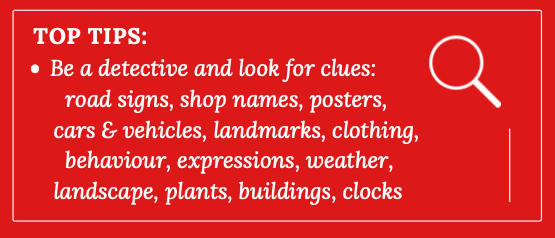 TOP TIPS:
• Be a detective and look for clues:
road signs, shop names, posters,
cars & vehicles, landmarks, clothing,
behaviour, expressions, weather,
landscape, plants, buildings, clocks